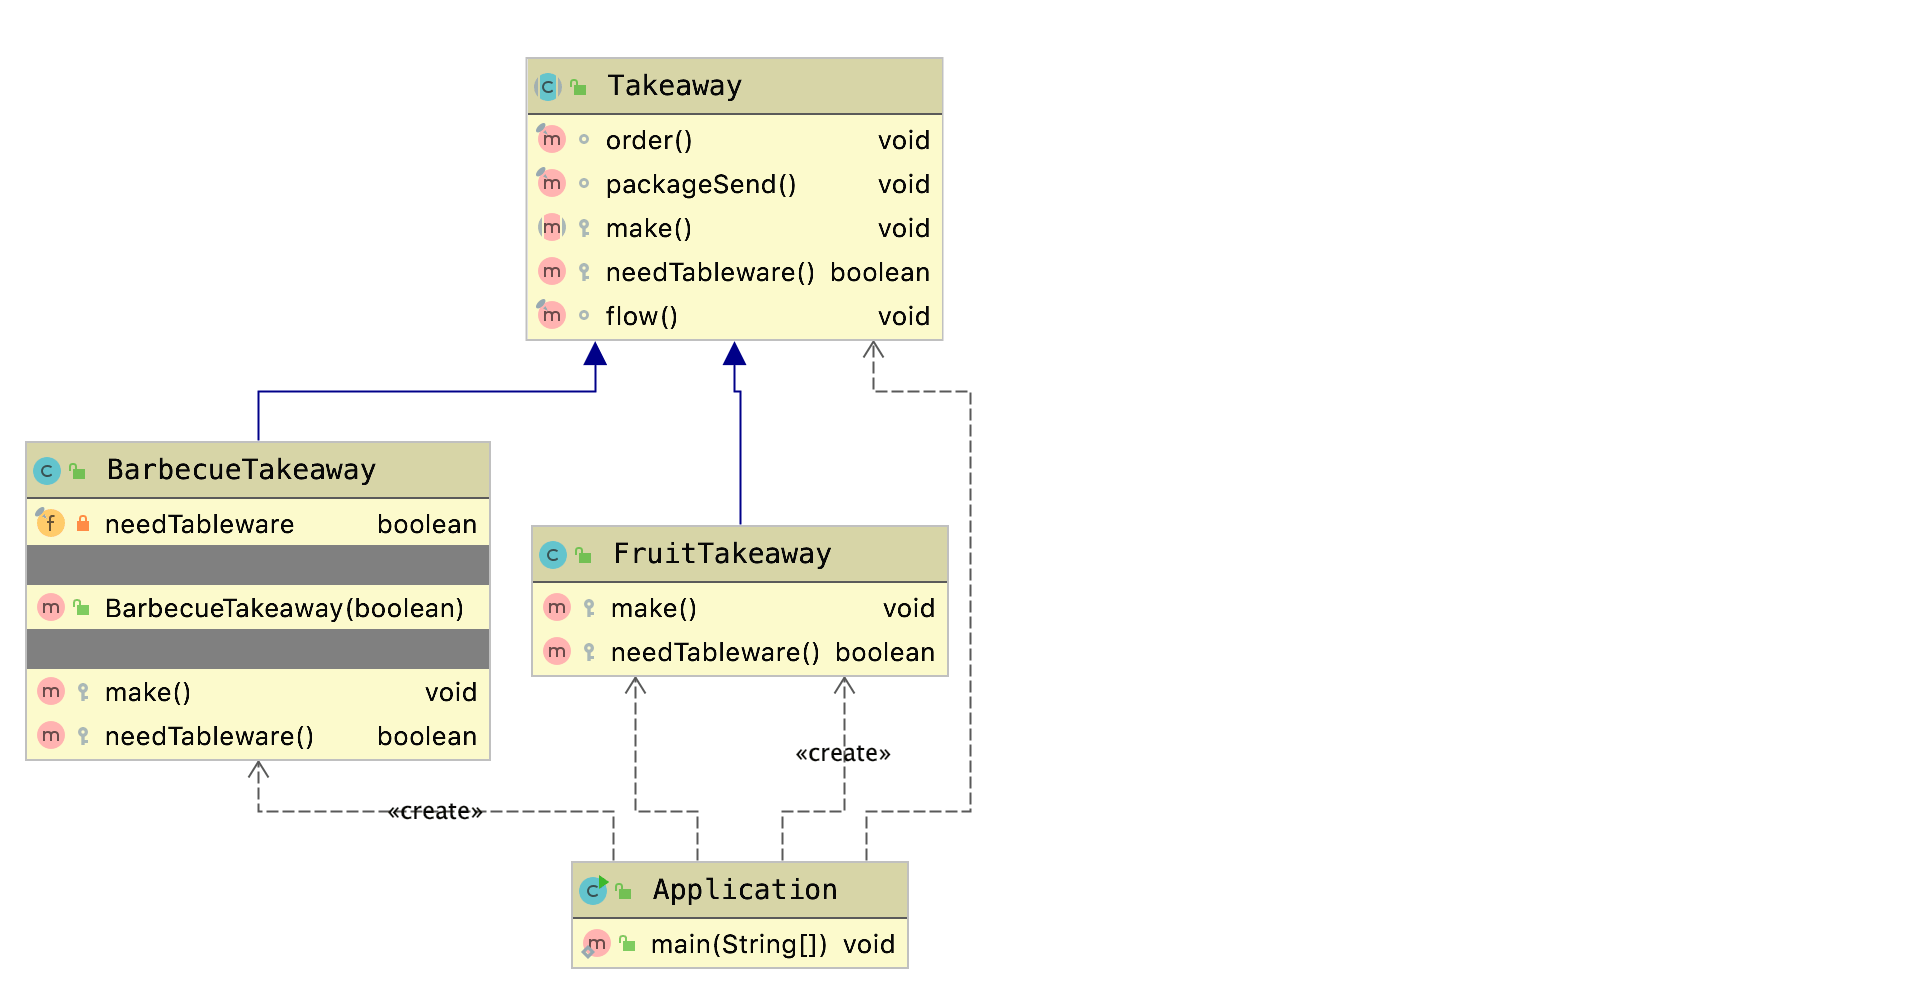 Takeaway
order() void
packageSend() void
make() void
needTableware() boolean
flow() void
BarbecueTakeaway
needTableware boolean
BarbecueTakeaway(boolean)
make() void
needTableware() boolean
FruitTakeaway
make() void
needTableware() boolean
«create»
«create»
Application
main(String[]) void